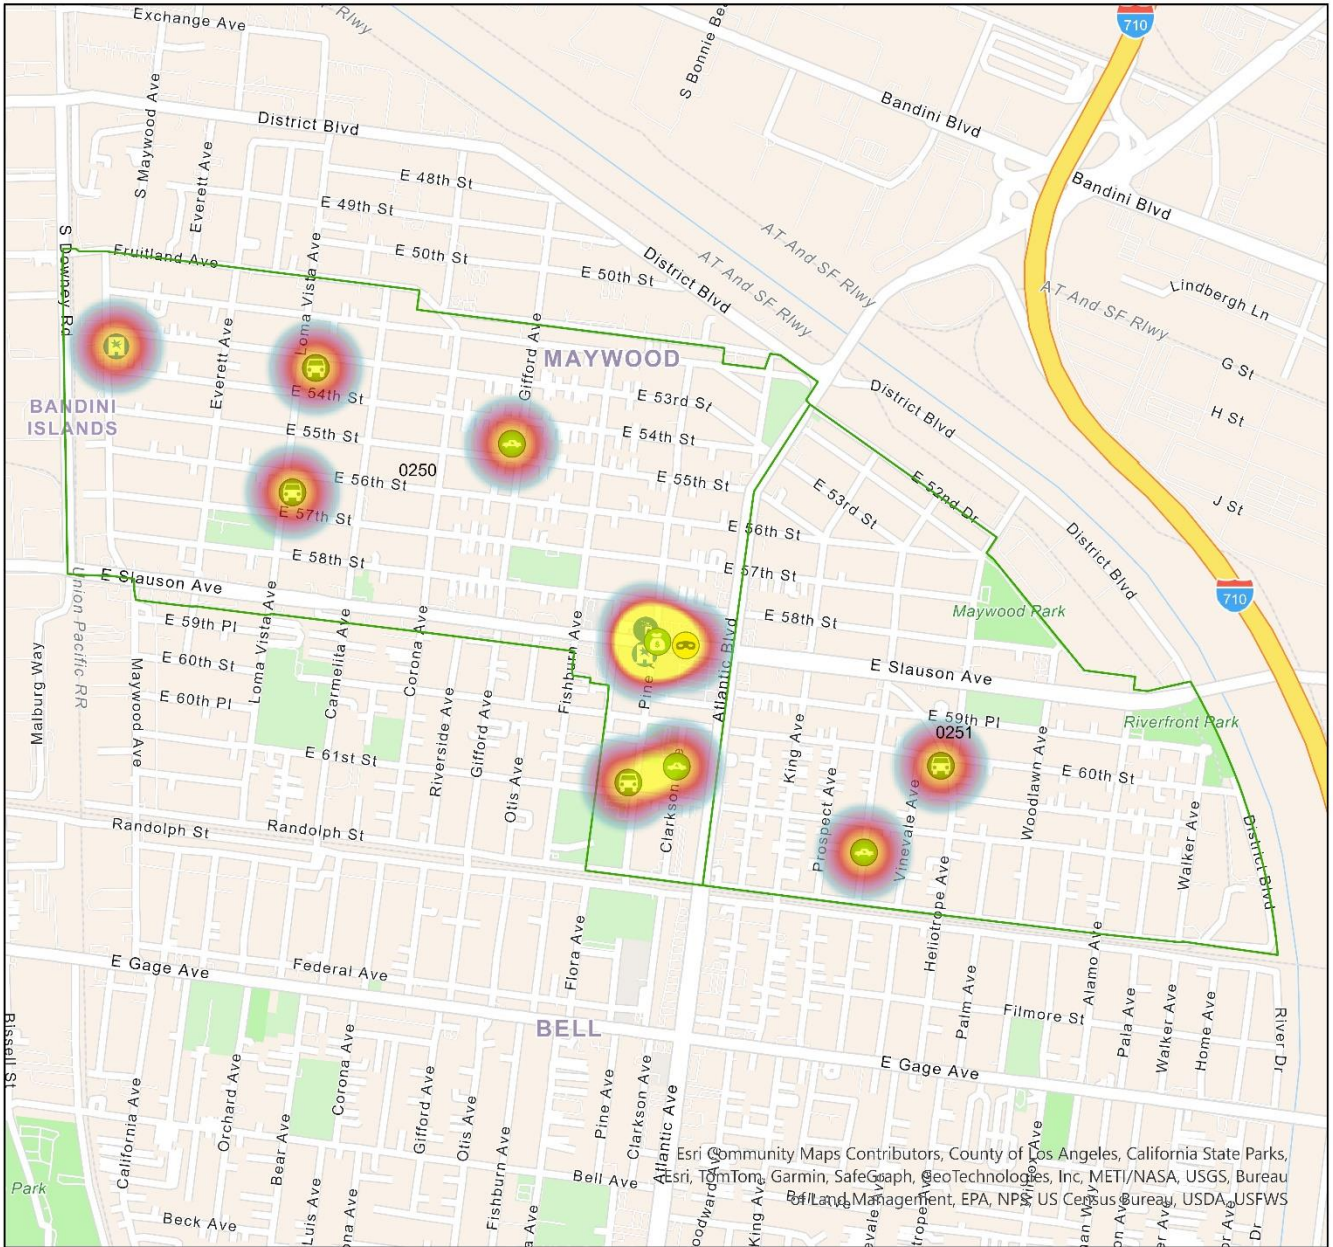 Exchange Ave
Rlwy
S Bonnie Bea
710
Bandini Blvd
S Maywood Ave
District Blvd
Everett Ave
E 48th St
E 49th St
Bandini Blvd
S Downey Rd
Fruitland Ave
Loma Vista Ave
E 50th St
E 50th St
District Blvd
AT And SF Rlwy
AT And SF Rlwy
AT And SF Rlwy
Lindbergh Ln
G St
H St
J St
Everett Ave
Gifford Ave
MAYWOOD
BANDINI
ISLANDS
E 54th St
E 53rd St
District Blvd
E 55th St
E 54th St
0250
E 56th St
E 55th St
E 53rd St
E 52nd Dr
E 57th St
E 56th St
District Blvd
E 58th St
E 57th St
710
E Slauson Ave
Union Pacific RR
Malburg Way
E 59th Pl
E 58th St
Maywood Park
E 60th St
E 60th Pl
Maywood Ave
Loma Vista Ave
Carmelita Ave
Corona Ave
Fishburn Ave
Atlantic Blvd
E Slauson Ave
Riverside Ave
Gifford Ave
E 59th Pl
0251
Riverfront Park
E 61st St
Otis Ave
King Ave
Prospect Ave
Vinevale Ave
Woodlawn Ave
E 60th St
Walker Ave
District Blvd
Randolph St
Randolph St
Heliotrope Ave
E Gage Ave
Federal Ave
Flora Ave
Palm Ave
Alamo Ave
Filmore St
Pala Ave
Walker Ave
Home Ave
River Dr
Bissell St
BELL
E Gage Ave
California Ave
Orchard Ave
Bear Ave
Corona Ave
Gifford Ave
Otis Ave
Fishburn Ave
Pine Ave
Clarkson Ave
Atlantic Ave
Bell Ave
Park
Beck Ave
Luis Ave
King Ave
Esri Community Maps Contributors, County of Los Angeles, California State Parks,
Esri, TomTom, Garmin, SafeGraph, GeoTechnologies, Inc, METI/NASA, USGS, Bureau
of Land Management, EPA, NPS, US Census Bureau, USDA, USFWS